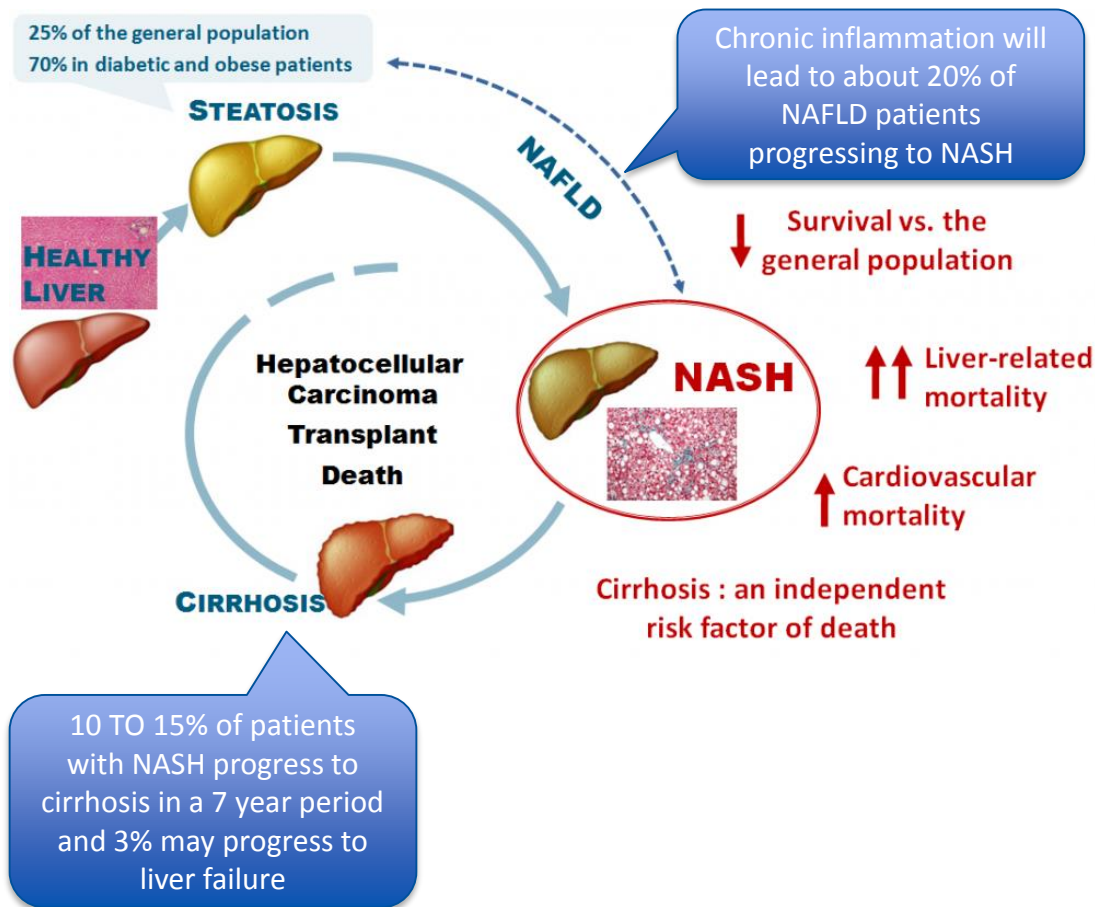 25% of the general population
70% in diabetic and obese patients
STEATOSIS
Chronic inflammation will
lead to about 20% of
NAFLD patients
progressing to NASH
NAFLD
HEALTHY
LIVER
Survival vs. the
general population
Hepatocellular
Carcinoma
Transplant
Death
NASH
Liver-related
mortality
Cardiovascular
mortality
CIRRHOSIS
Cirrhosis : an independent
risk factor of death
10 TO 15% of patients
with NASH progress to
cirrhosis in a 7 year period
and 3% may progress to
liver failure